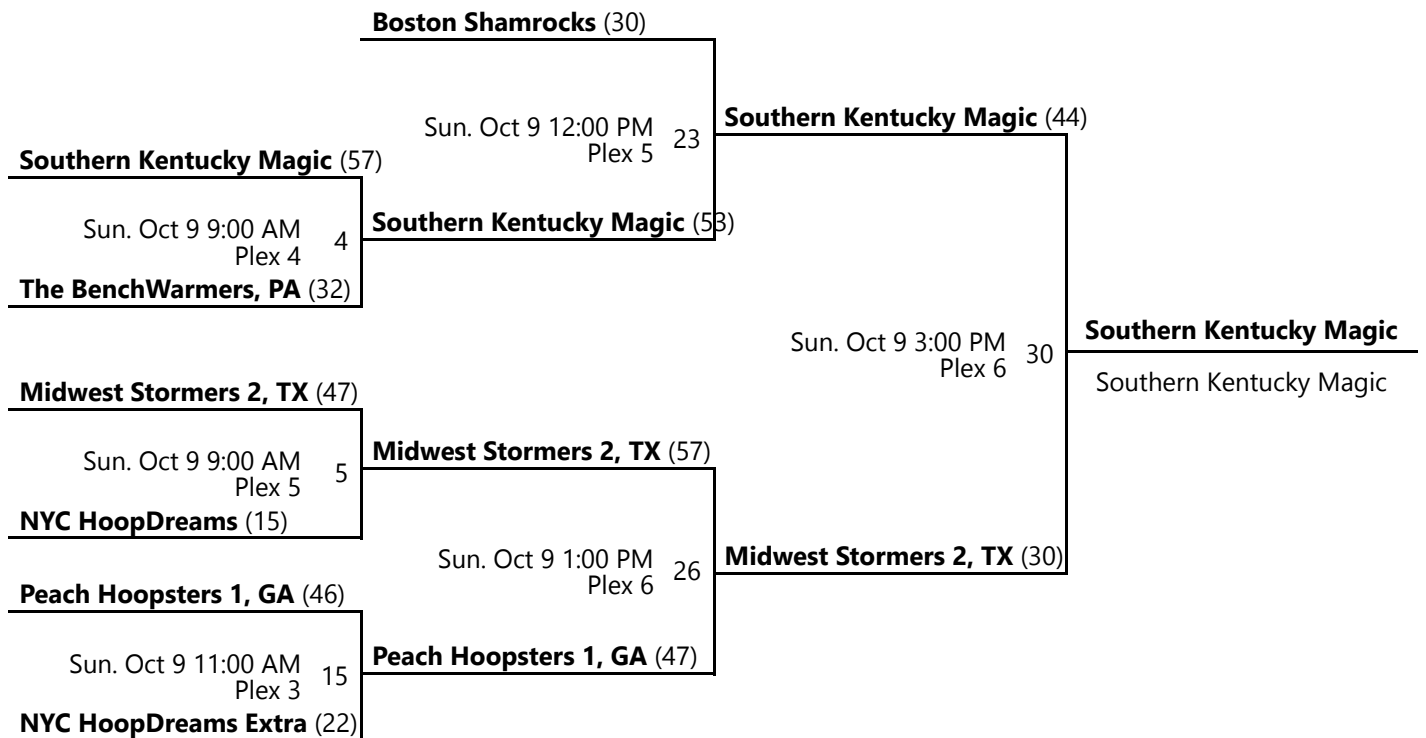 Boston Shamrocks (30)
Sun. Oct 9 12:00 PM
Plex 5
23
Southern Kentucky Magic (44)
Southern Kentucky Magic (57)
Sun. Oct 9 9:00 AM
Plex 4
4
Southern Kentucky Magic (53)
The BenchWarmers, PA (32)
Sun. Oct 9 3:00 PM
Plex 6
30
Southern Kentucky Magic
Southern Kentucky Magic
Midwest Stormers 2, TX (47)
Sun. Oct 9 9:00 AM
Plex 5
5
Midwest Stormers 2, TX (57)
NYC HoopDreams (15)
Sun. Oct 9 1:00 PM
Plex 6
26
Midwest Stormers 2, TX (30)
Peach Hoopsters 1, GA (46)
Sun. Oct 9 11:00 AM
Plex 3
15
Peach Hoopsters 1, GA (47)
NYC HoopDreams Extra (22)